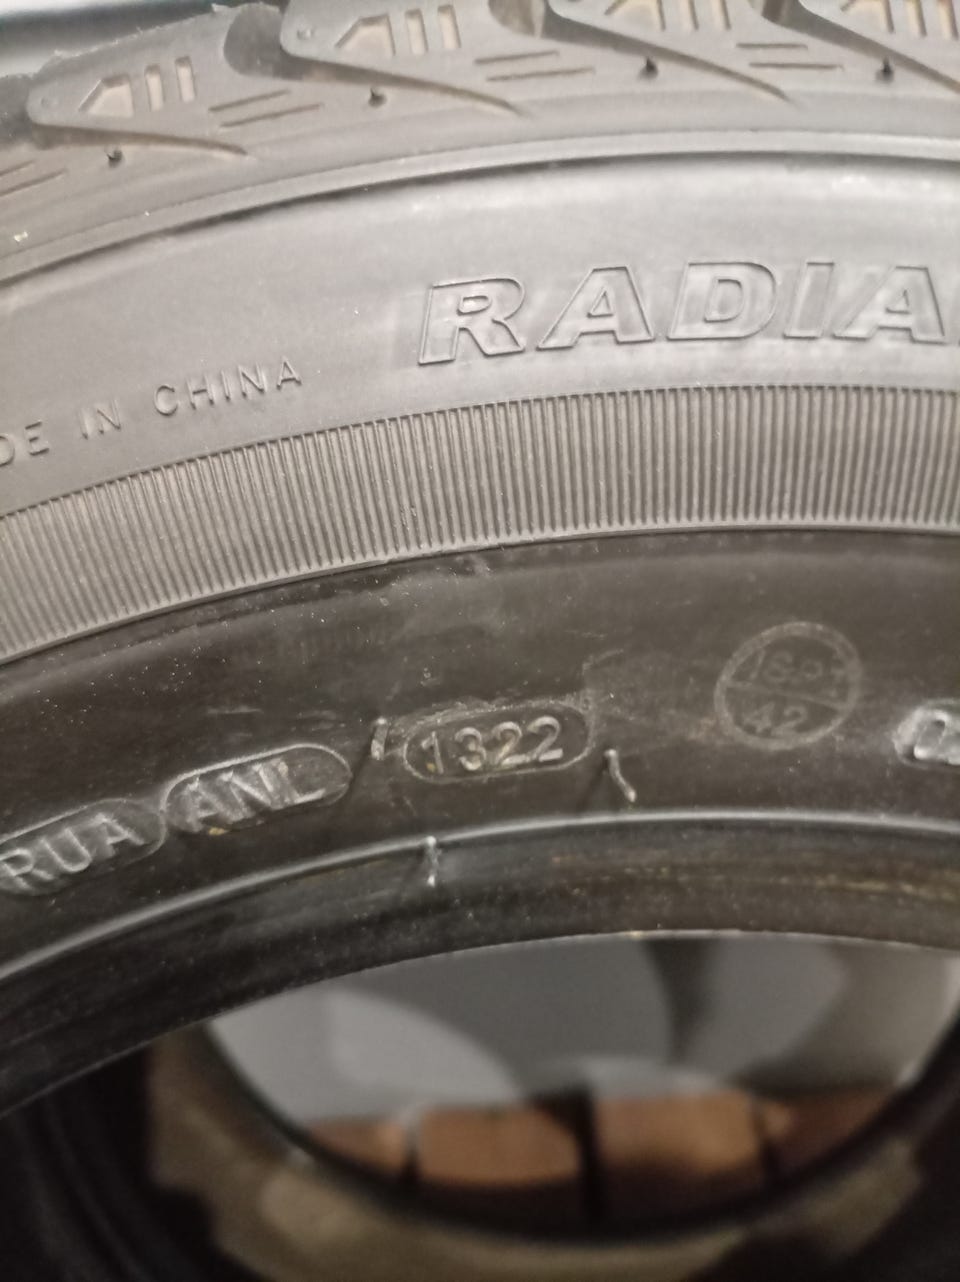 RADIA
DE IN CHINA
42
1322
RUA ANL